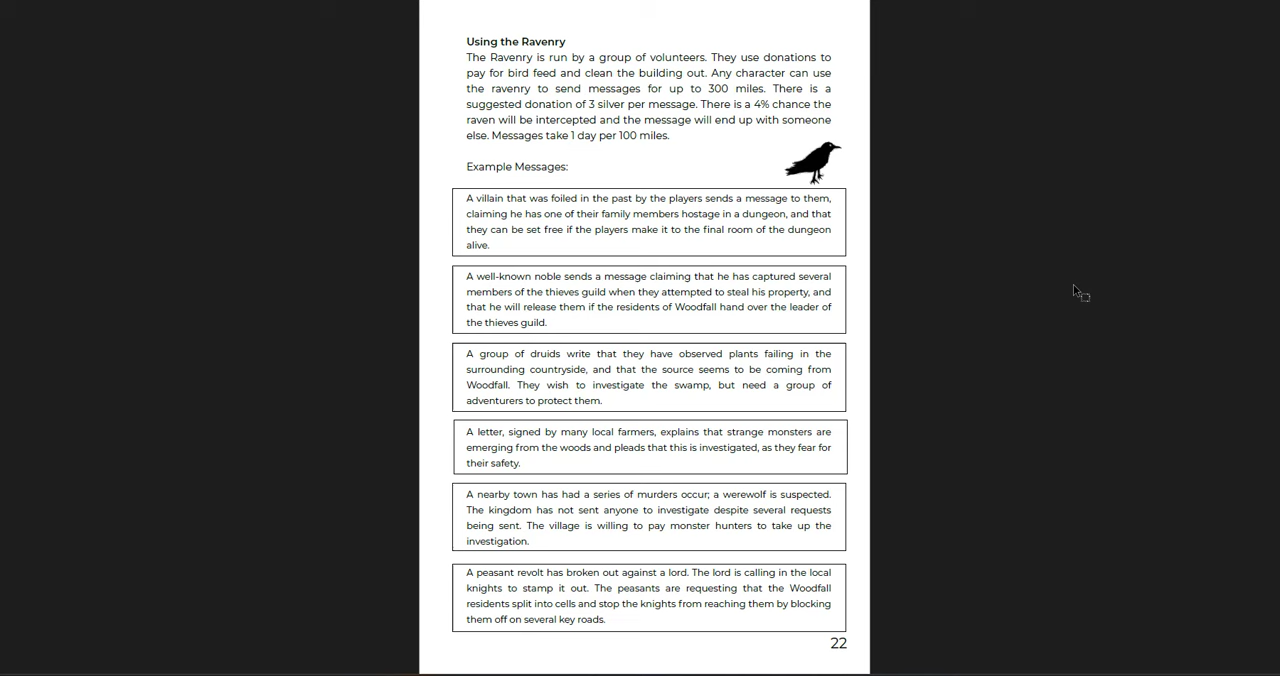 Using the Ravenry
The Ravenry is run by a group of volunteers. They use donations to
pay for bird feed and clean the building out. Any character can use
the ravenry to send messages for up to 300 miles. There is a
suggested donation of 3 silver per message. There is a 4% chance the
raven will be intercepted and the message will end up with someone
else. Messages take 1 day per 100 miles.
Example Messages:
A villain that was foiled in the past by the players sends a message to them,
claiming he has one of their family members hostage in a dungeon, and that
they can be set free if the players make it to the final room of the dungeon
alive.
A well-known noble sends a message claiming that he has captured several
members of the thieves guild when they attempted to steal his property, and
that he will release them if the residents of Woodfall hand over the leader of
the thieves guild.
A group of druids write that they have observed plants failing in the
surrounding countryside, and that the source seems to be coming from
Woodfall. They wish to investigate the swamp, but need a group of
adventurers to protect them.
A letter, signed by many local farmers, explains that strange monsters are
emerging from the woods and pleads that this is investigated, as they fear for
their safety.
A nearby town has had a series of murders occur; a werewolf is suspected.
The kingdom has not sent anyone to investigate despite several requests
being sent. The village is willing to pay monster hunters to take up the
investigation.
A peasant revolt has broken out against a lord. The lord is calling in the local
knights to stamp it out. The peasants are requesting that the Woodfall
residents split into cells and stop the knights from reaching them by blocking
them off on several key roads.
22